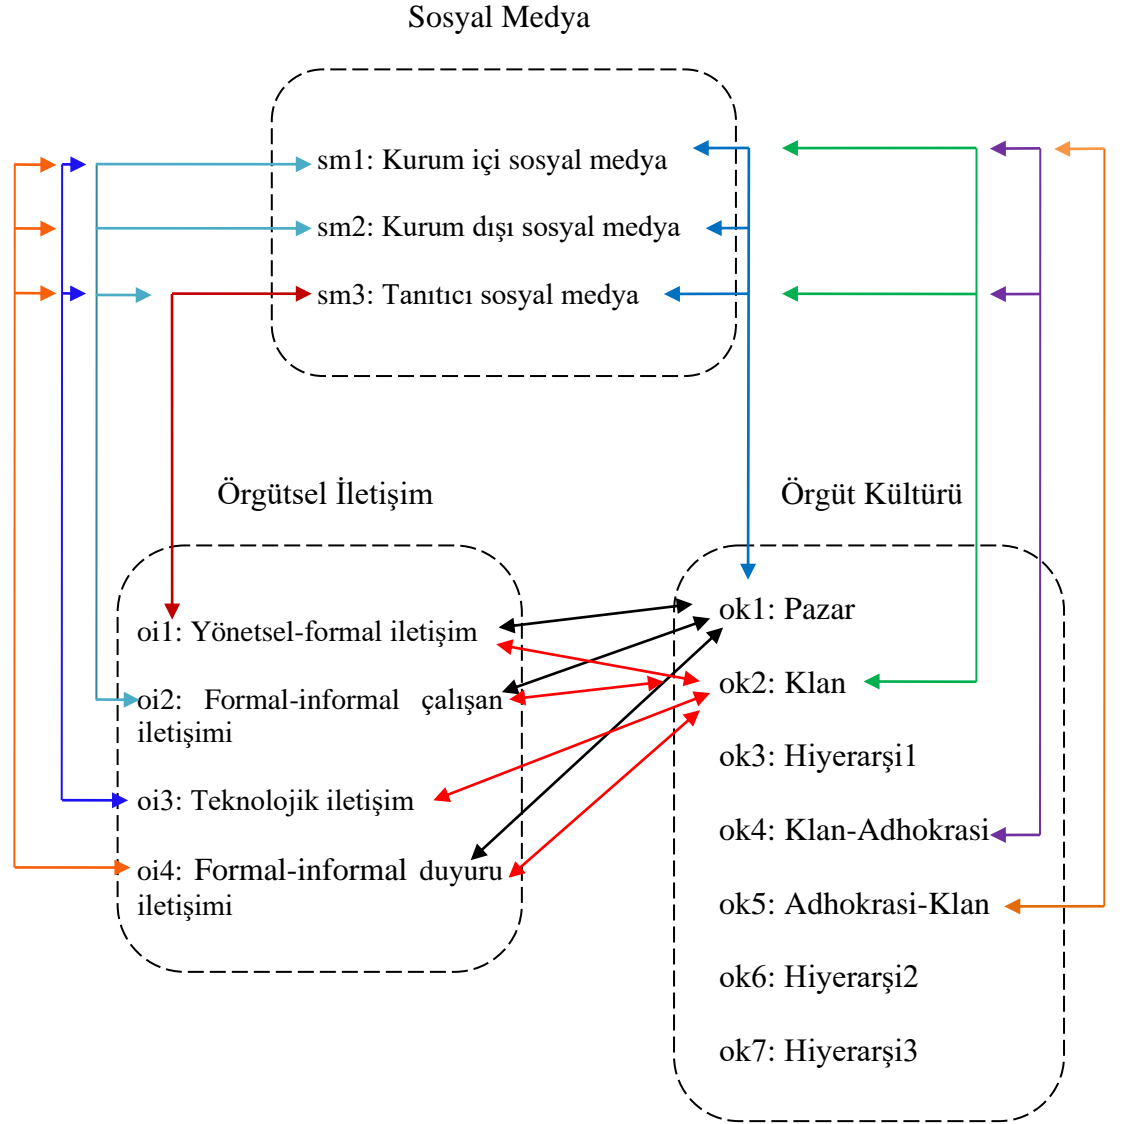 Sosyal Medya
sm1: Kurum içi sosyal medya
sm2: Kurum dışı sosyal medya
sm3: Tanıtıcı sosyal medya
Örgütsel İletişim
oi1: Yönetsel-formal iletişim
oi2: Formal-informal çalışan
iletişimi
oi3: Teknolojik iletişim
oi4: Formal-informal duyuru
iletişimi
Örgüt Kültürü
ok1: Pazar
ok2: Klan
ok3: Hiyerarşi1
ok4: Klan-Adhokrasi
ok5: Adhokrasi-Klan
ok6: Hiyerarşi2
ok7: Hiyerarşi3